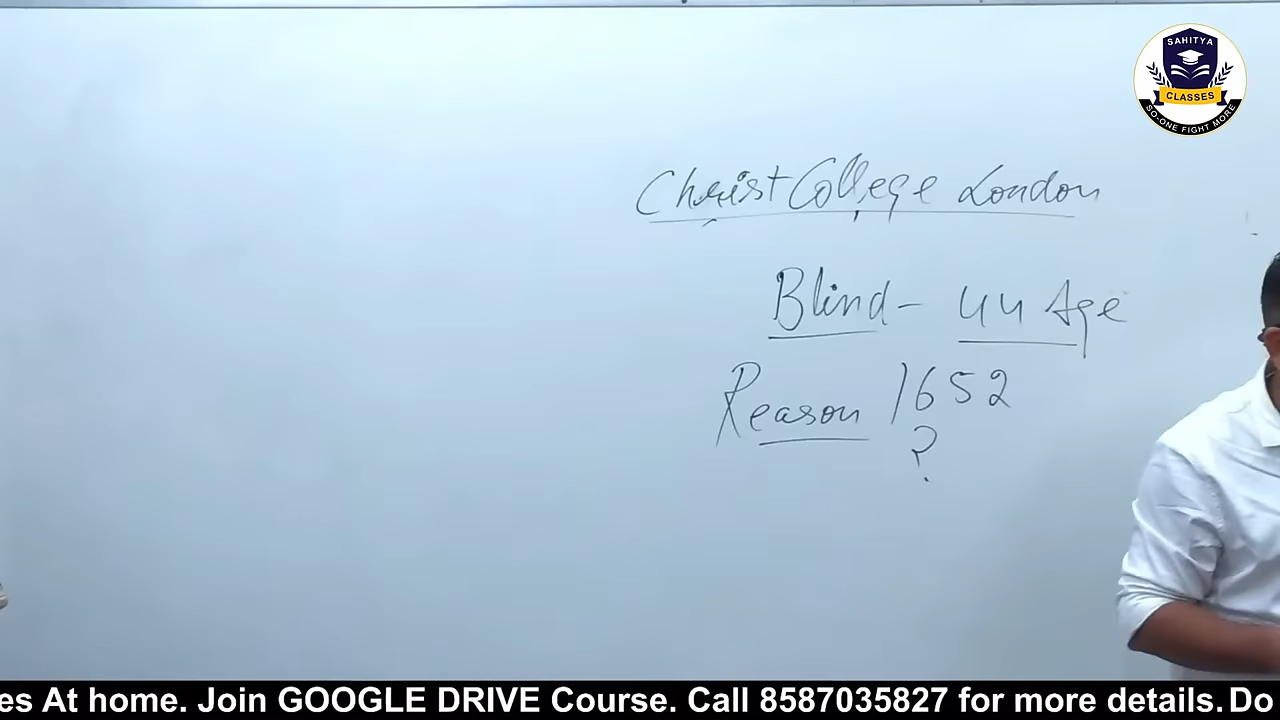 SAHITYA
CLASSES
SO-ONE FIGHT MORE
Christ College London
Blind - 44 Age
Reason 1652
?
es At home. Join GOOGLE DRIVE Course. Call 8587035827 for more details. Do